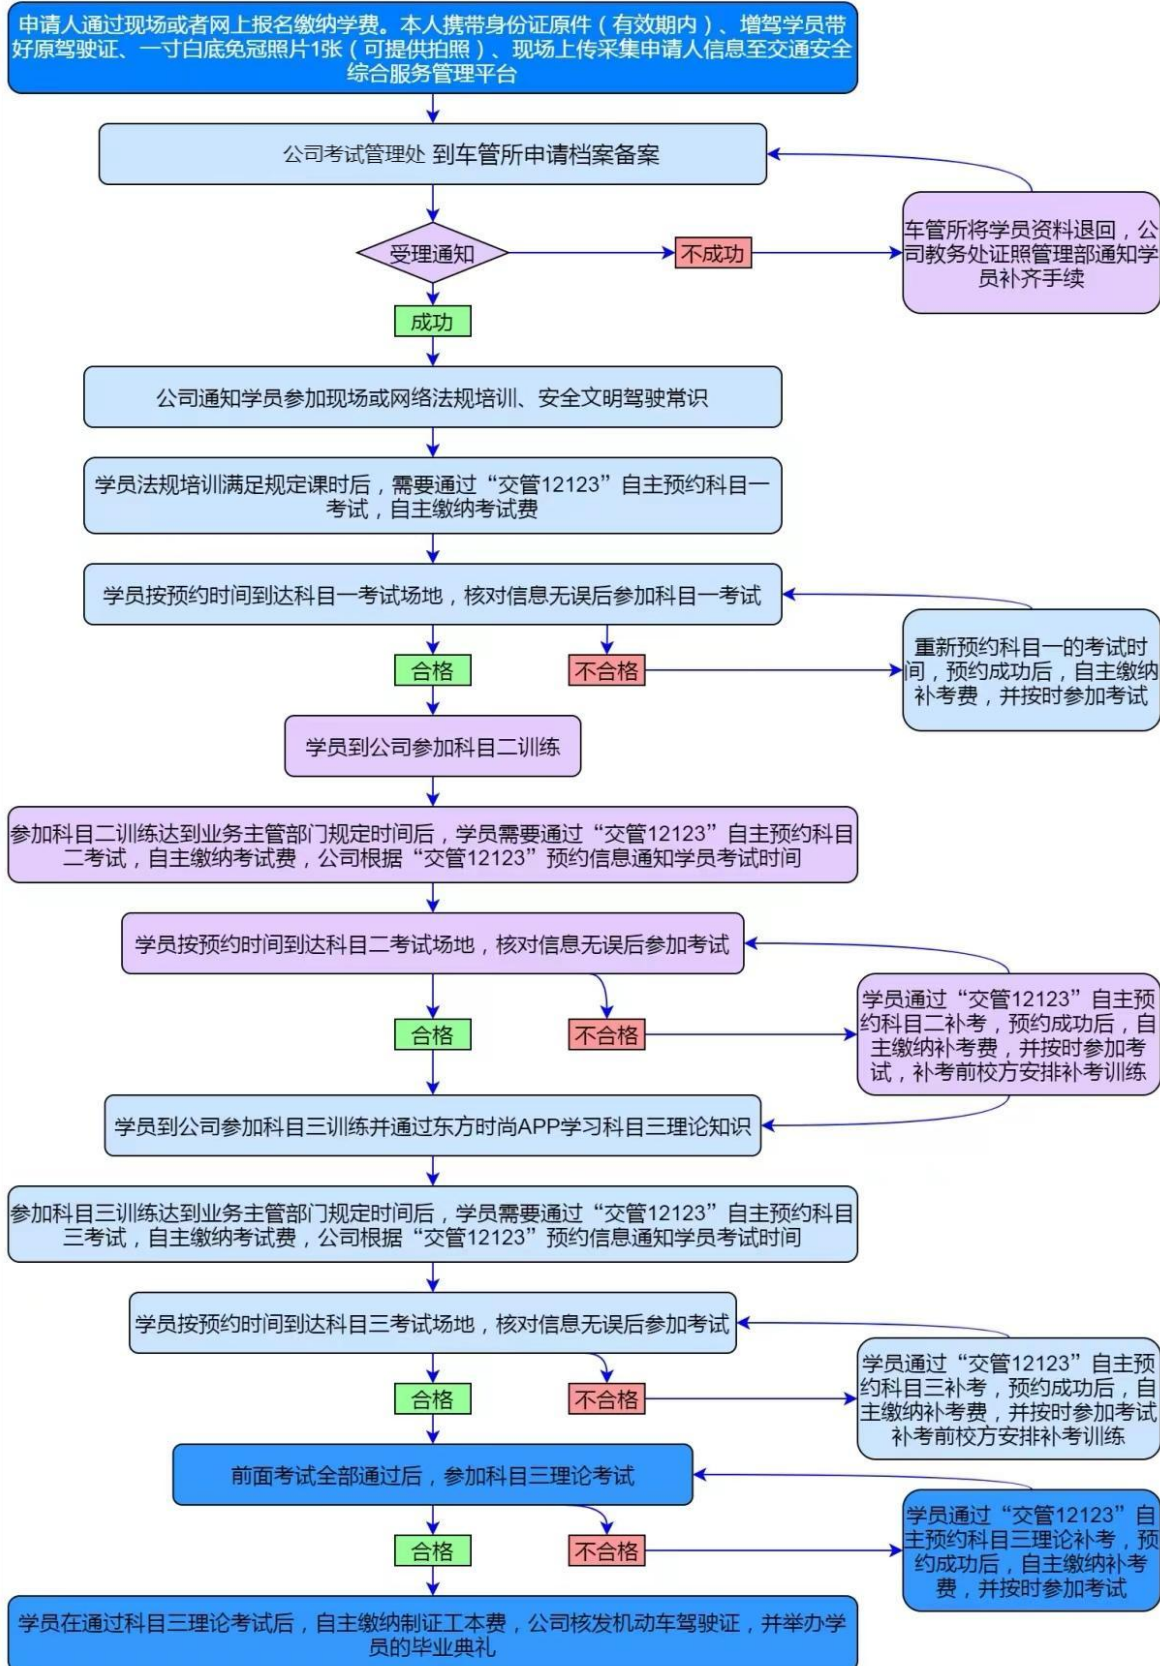 申请人通过现场或者网上报名缴纳学费。本人携带身份证原件（有效期内）、增驾学员带
好原驾驶证、一寸白底免冠照片1张（可提供拍照）、现场上传采集申请人信息至交通安全
综合服务管理平台
公司考试管理处 到车管所申请档案备案
受理通知
不成功
车管所将学员资料退回，公
司教务处证照管理部通知学
员补齐手续
成功
公司通知学员参加现场或网络法规培训、安全文明驾驶常识
学员法规培训满足规定课时后，需要通过“交管12123”自主预约科目一
考试，自主缴纳考试费
学员按预约时间到达科目一考试场地，核对信息无误后参加科目一考试
合格
不合格
重新预约科目一的考试时
间，预约成功后，自主缴纳
补考费，并按时参加考试
学员到公司参加科目二训练
参加科目二训练达到业务主管部门规定时间后，学员需要通过“交管12123”自主预约科目
二考试，自主缴纳考试费，公司根据“交管12123”预约信息通知学员考试时间
学员按预约时间到达科目二考试场地，核对信息无误后参加考试
合格
不合格
学员通过“交管12123”自主预
约科目二补考，预约成功后，自
主缴纳补考费，并按时参加考
试，补考前校方安排补考训练
学员到公司参加科目三训练并通过东方时尚APP学习科目三理论知识
参加科目三训练达到业务主管部门规定时间后，学员需要通过“交管12123”自主预约科目
三考试，自主缴纳考试费，公司根据“交管12123”预约信息通知学员考试时间
学员按预约时间到达科目三考试场地，核对信息无误后参加考试
合格
不合格
学员通过“交管12123”自主预
约科目三补考，预约成功后，自
主缴纳补考费，并按时参加考试
补考前校方安排补考训练
前面考试全部通过后，参加科目三理论考试
合格
不合格
学员通过“交管12123”自
主预约科目三理论补考，预
约成功后，自主缴纳补考
费，并按时参加考试
学员在通过科目三理论考试后，自主缴纳制证工本费，公司核发机动车驾驶证，并举办学
员的毕业典礼